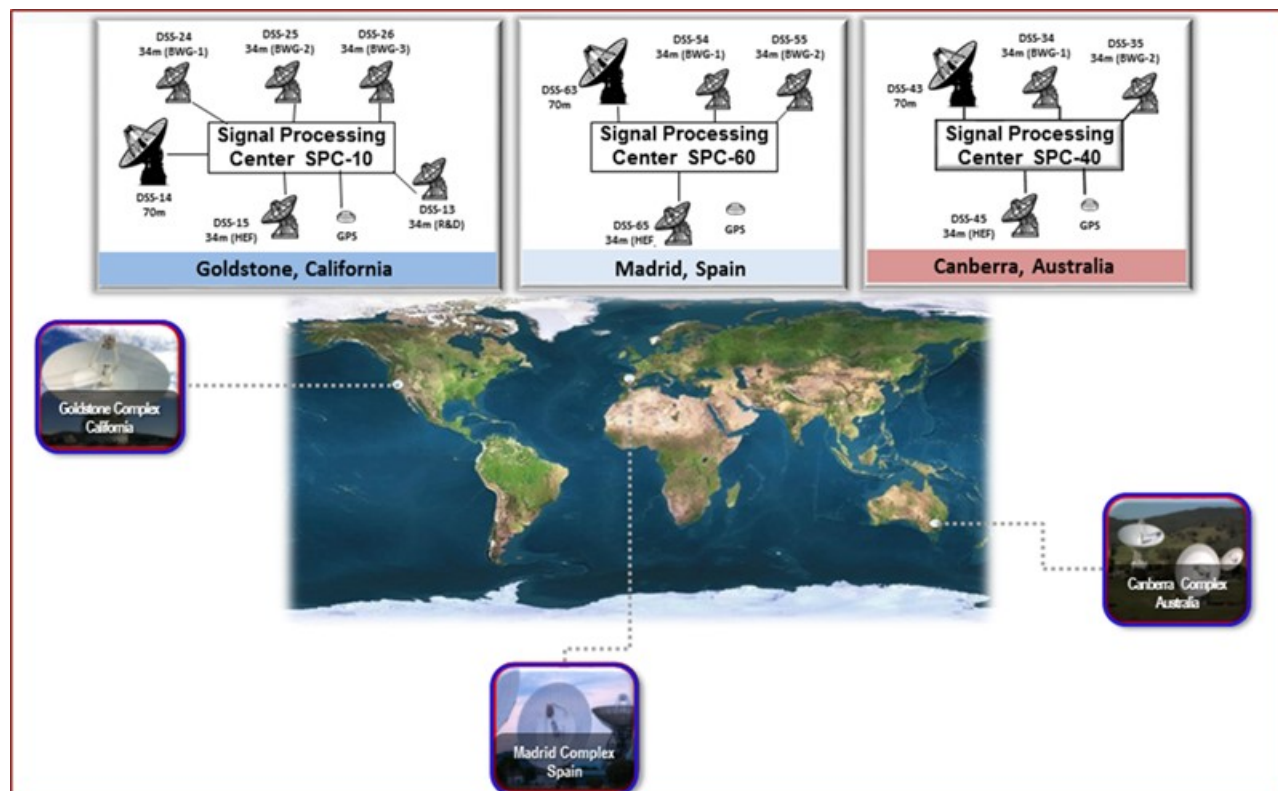 DSS-24
34m (BWG-1)
DSS-25
34m (BWG-2)
DSS-26
34m (BWG-3)
Signal Processing
Center SPC-10
DSS-14
70m
DSS-15
34m (HEF)
GPS
DSS-13
34m (R&D)
Goldstone, California
DSS-63
70m
DSS-54
34m (BWG-1)
DSS-55
34m (BWG-2)
Signal Processing
Center SPC-60
DSS-65
34m (HEF
GPS
Madrid, Spain
DSS-43
70m
DSS-34
34m (BWG-1)
DSS-35
34m (BWG-2)
Signal Processing
Center SPC-40
DSS-45
34m (HEF)
GPS
Canberra, Australia
Goldstone Complex
California
Canberra Complex
Australia
Madrid Complex
Spain